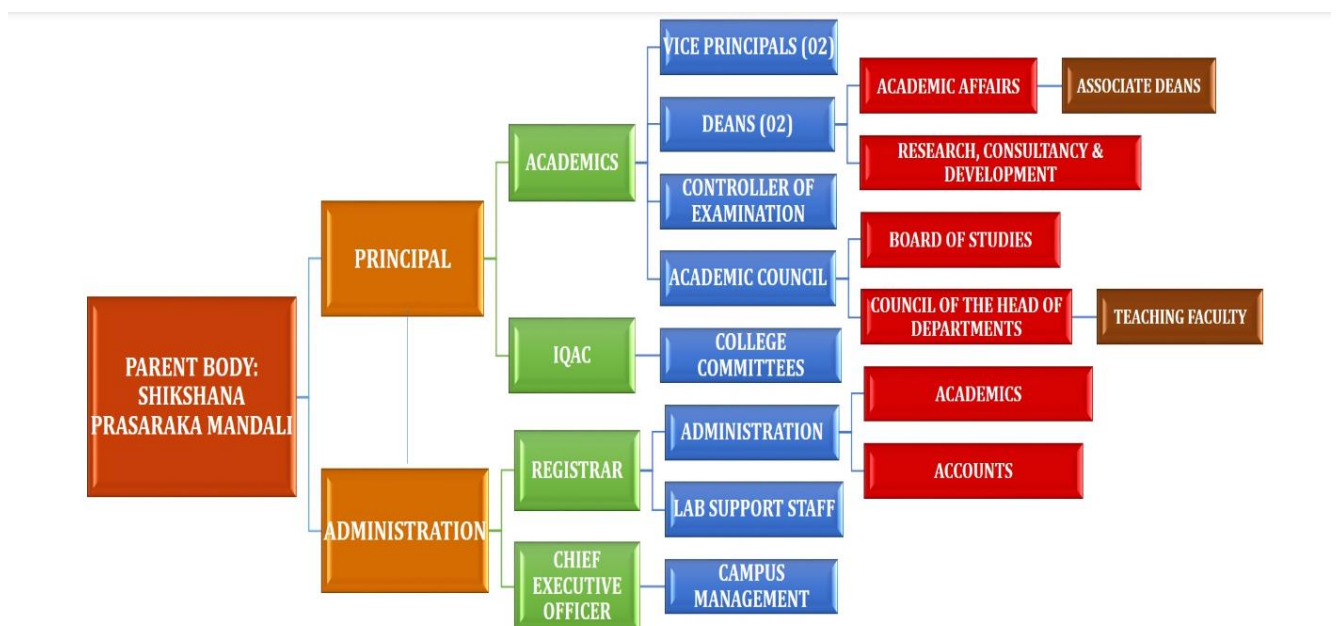 VICE PRINCIPALS (02)
ACADEMIC AFFAIRS
ASSOCIATE DEANS
DEANS (02)
ACADEMICS
RESEARCH, CONSULTANCY &
DEVELOPMENT
CONTROLLER OF
EXAMINATION
PRINCIPAL
BOARD OF STUDIES
ACADEMIC COUNCIL
COUNCIL OF THE HEAD OF
DEPARTMENTS
TEACHING FACULTY
IQAC
COLLEGE
COMMITTEES
PARENT BODY:
SHIKSHANA
PRASARAKA MANDALI
ACADEMICS
ADMINISTRATION
REGISTRAR
ACCOUNTS
LAB SUPPORT STAFF
ADMINISTRATION
CHIEF
EXECUTIVE
OFFICER
CAMPUS
MANAGEMENT